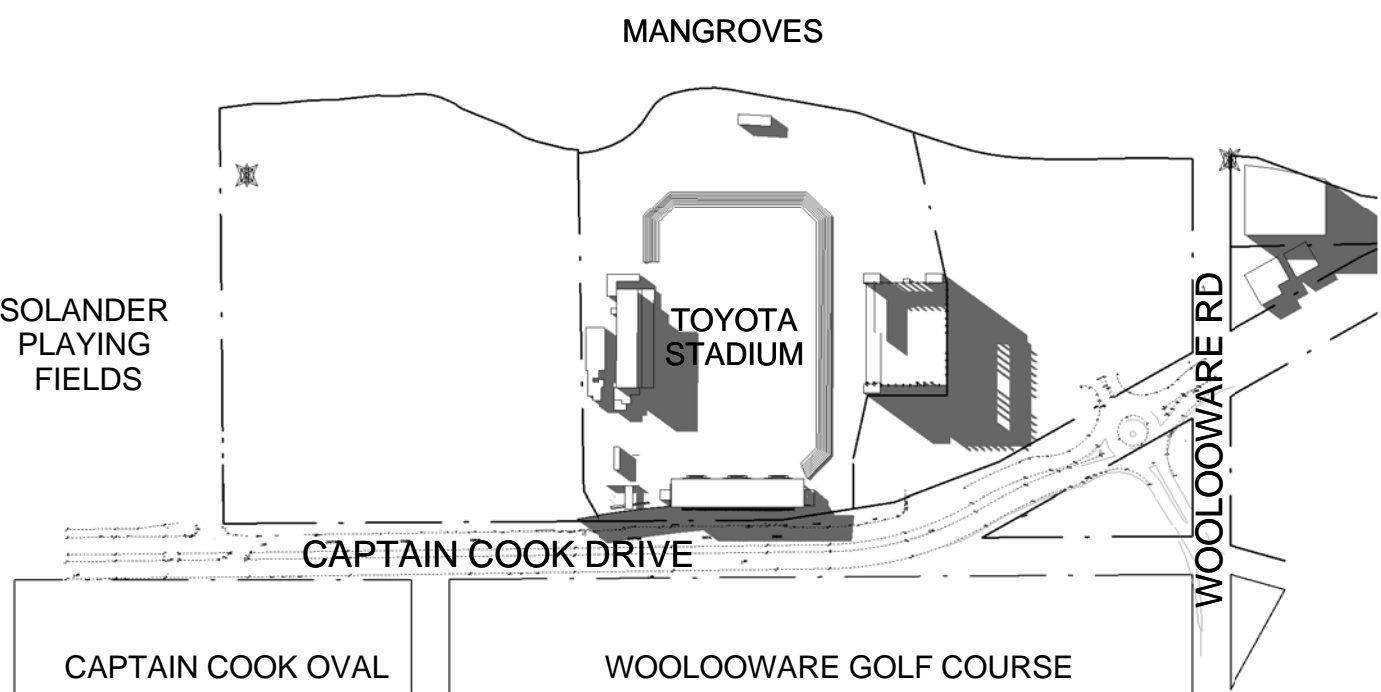 MANGROVES
SOLANDER
PLAYING
FIELDS
TOYOTA
STADIUM
WOOLOOWARE RD
CAPTAIN COOK DRIVE
CAPTAIN COOK OVAL
WOOLOOWARE GOLF COURSE